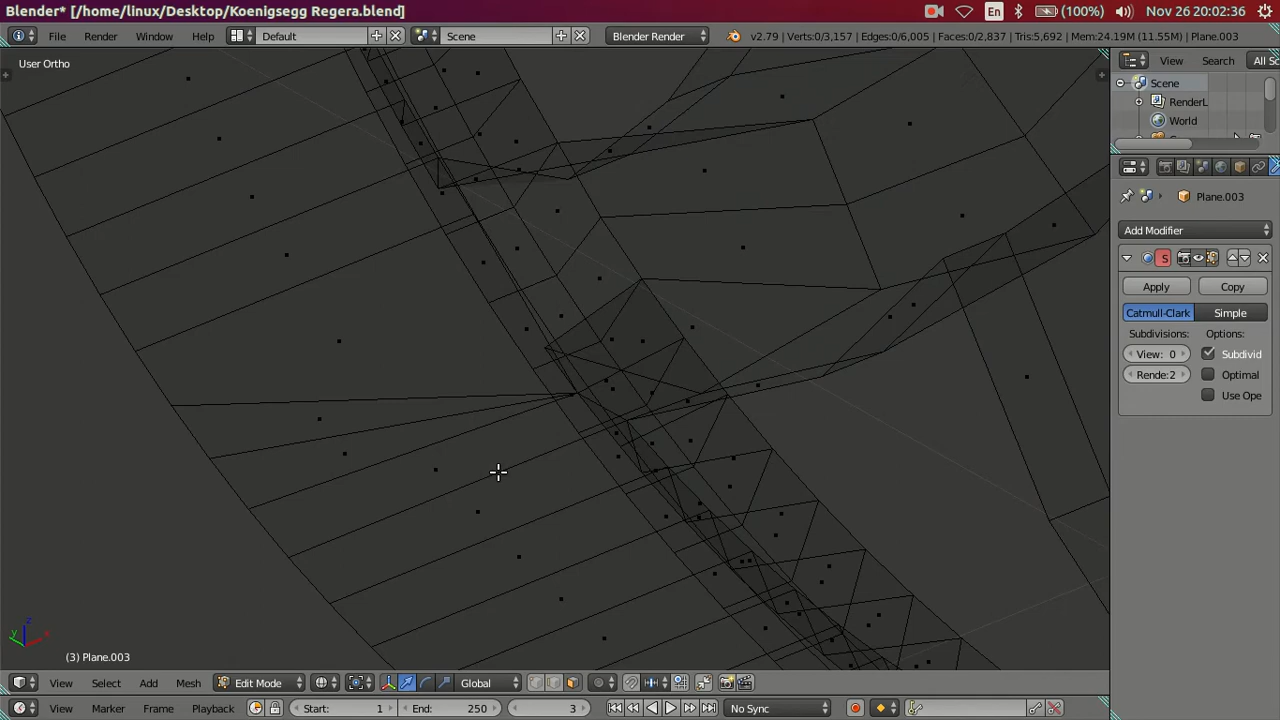 Blender* [/home/linux/Desktop/Koenigsegg Regera.blend]
En
(100%)
Nov 26 20:02:36
File
Render
Window
Help
Default
Scene
Blender Render
v2.79 | Verts:0/3,157 | Edges:0/6,005 | Faces:0/2,837 | Tris:5,692 | Mem:24.19M (11.55M) | Plane.003
User Ortho
View
Search
All Sc
Scene
RenderL
World
Plane.003
Add Modifier
S
Apply
Copy
Catmull-Clark
Simple
Subdivisions:
Options:
View: 0
Subdivid
Rende:2
Optimal
Use Ope
z
y
x
(3) Plane.003
View
Select
Add
Mesh
Edit Mode
Global
View
Marker
Frame
Playback
Start:
1
End:
250
3
No Sync